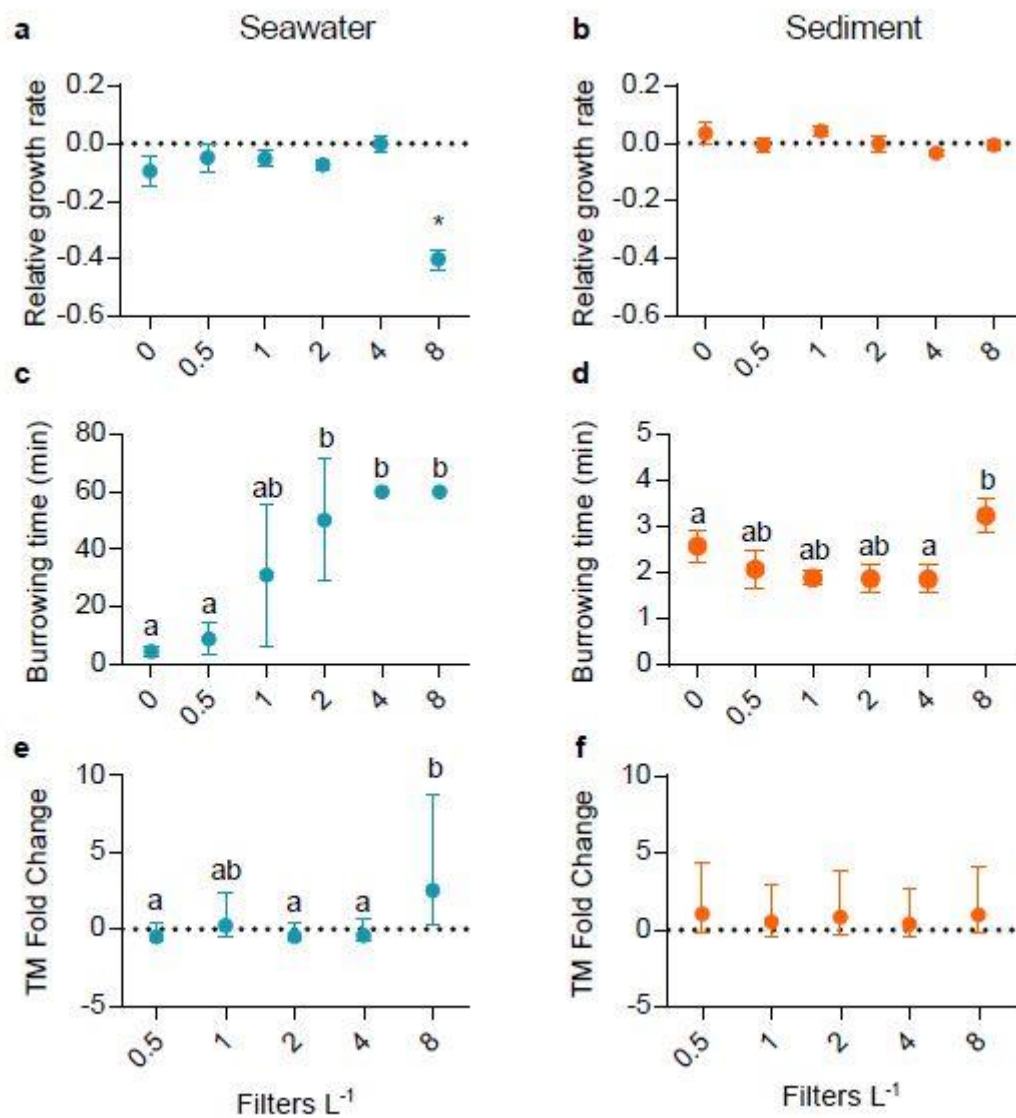 a Seawater
b Sediment
Relative growth rate
0.2
0.0
-0.2
-0.4
-0.6
*
0 0.5 1 2 4 8
Relative growth rate
0.2
0.0
-0.2
-0.4
-0.6
0 0.5 1 2 4 8
c
Burrowing time (min)
80
60
40
20
0
a a ab b b b
0 0.5 1 2 4 8
d
Burrowing time (min)
5
4
3
2
1
0
a ab ab ab a b
0 0.5 1 2 4 8
e
TM Fold Change
10
5
0
-5
a ab a a b
0.5 1 2 4 8
Filters L⁻¹
f
TM Fold Change
10
5
0
-5
0.5 1 2 4 8
Filters L⁻¹